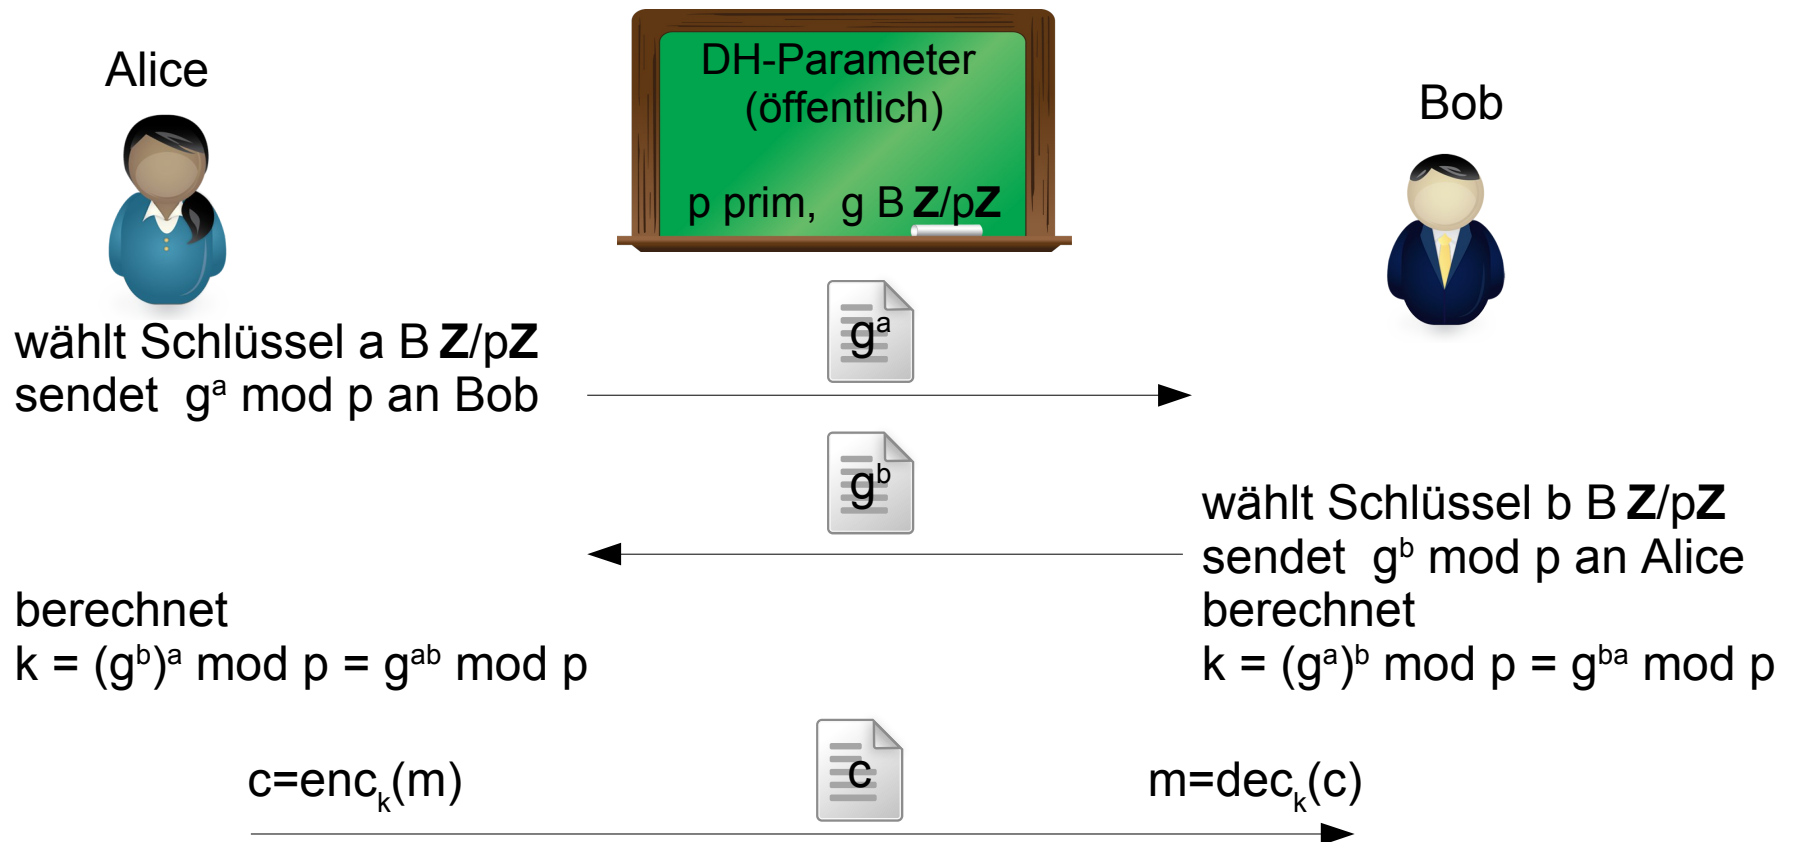 Alice
DH-Parameter
(öffentlich)
p prim, g B Z/pZ
Bob
wählt Schlüssel a B Z/pZ
sendet gᵃ mod p an Bob
gᵃ
gᵇ
wählt Schlüssel b B Z/pZ
sendet gᵇ mod p an Alice
berechnet
k = (gᵃ)ᵇ mod p = gᵇᵃ mod p
berechnet
k = (gᵇ)ᵃ mod p = gᵃᵇ mod p
c=encₖ(m)
c
m=decₖ(c)